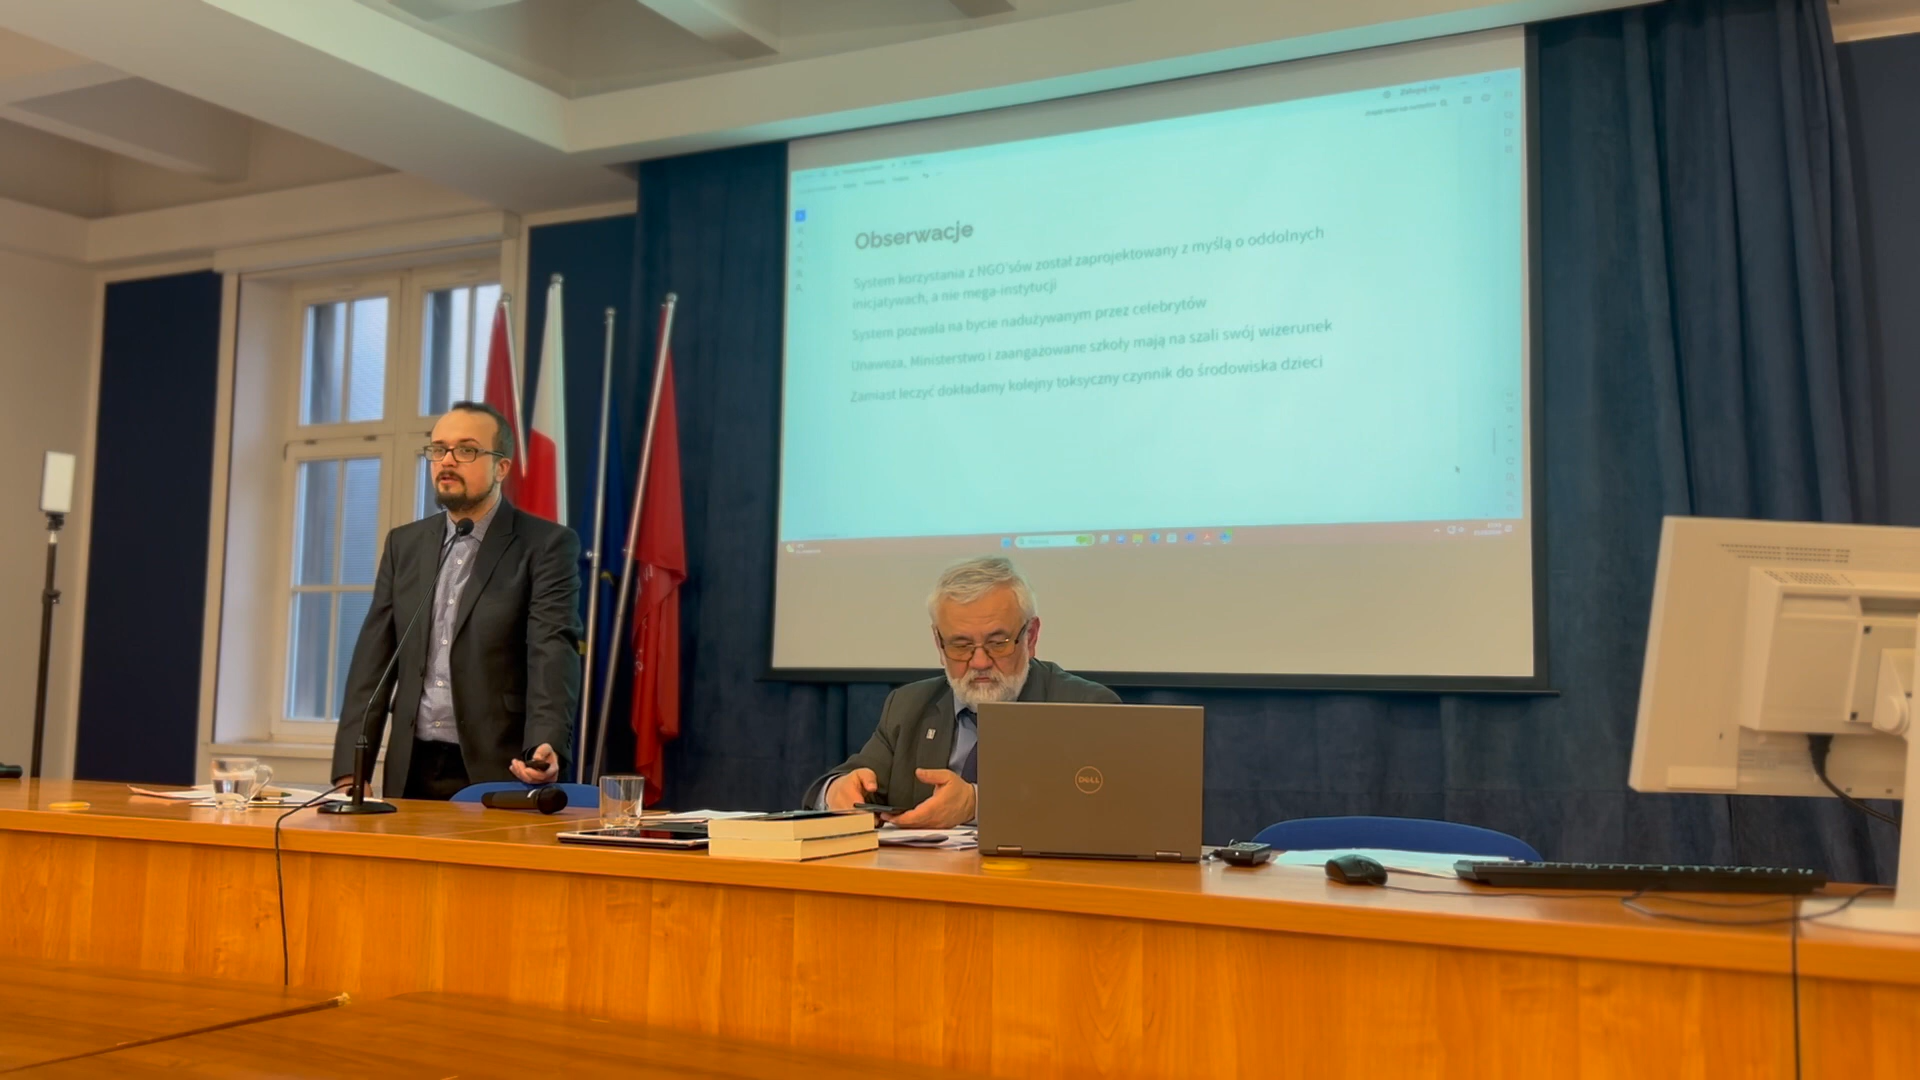 Obserwacje
System korzystania z NGO'sów został zaprojektowany z myślą o oddolnych
inicjatywach, a nie mega-instytucji
System pozwala na bycie nadużywanym przez celebrytów
Unaweza, Ministerstwo i zaangażowane szkoły mają na szali swój wizerunek
Zamiast leczyć dokładamy kolejny toksyczny czynnik do środowiska dzieci
DELL